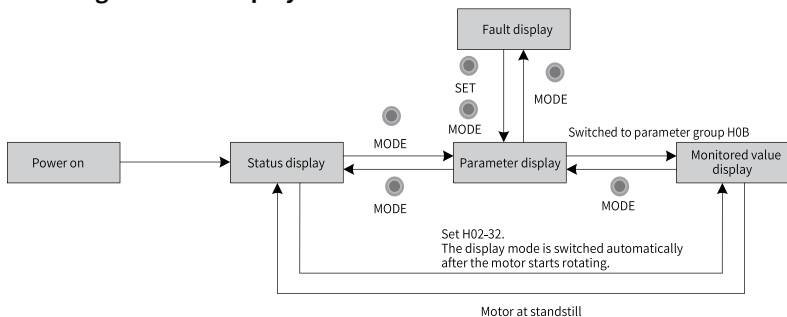 Fault display
SET
MODE
MODE
MODE
Switched to parameter group H0B
Power on
Status display
Parameter display
Monitored value
display
MODE
MODE
Set H02-32.
The display mode is switched automatically
after the motor starts rotating.
Motor at standstill